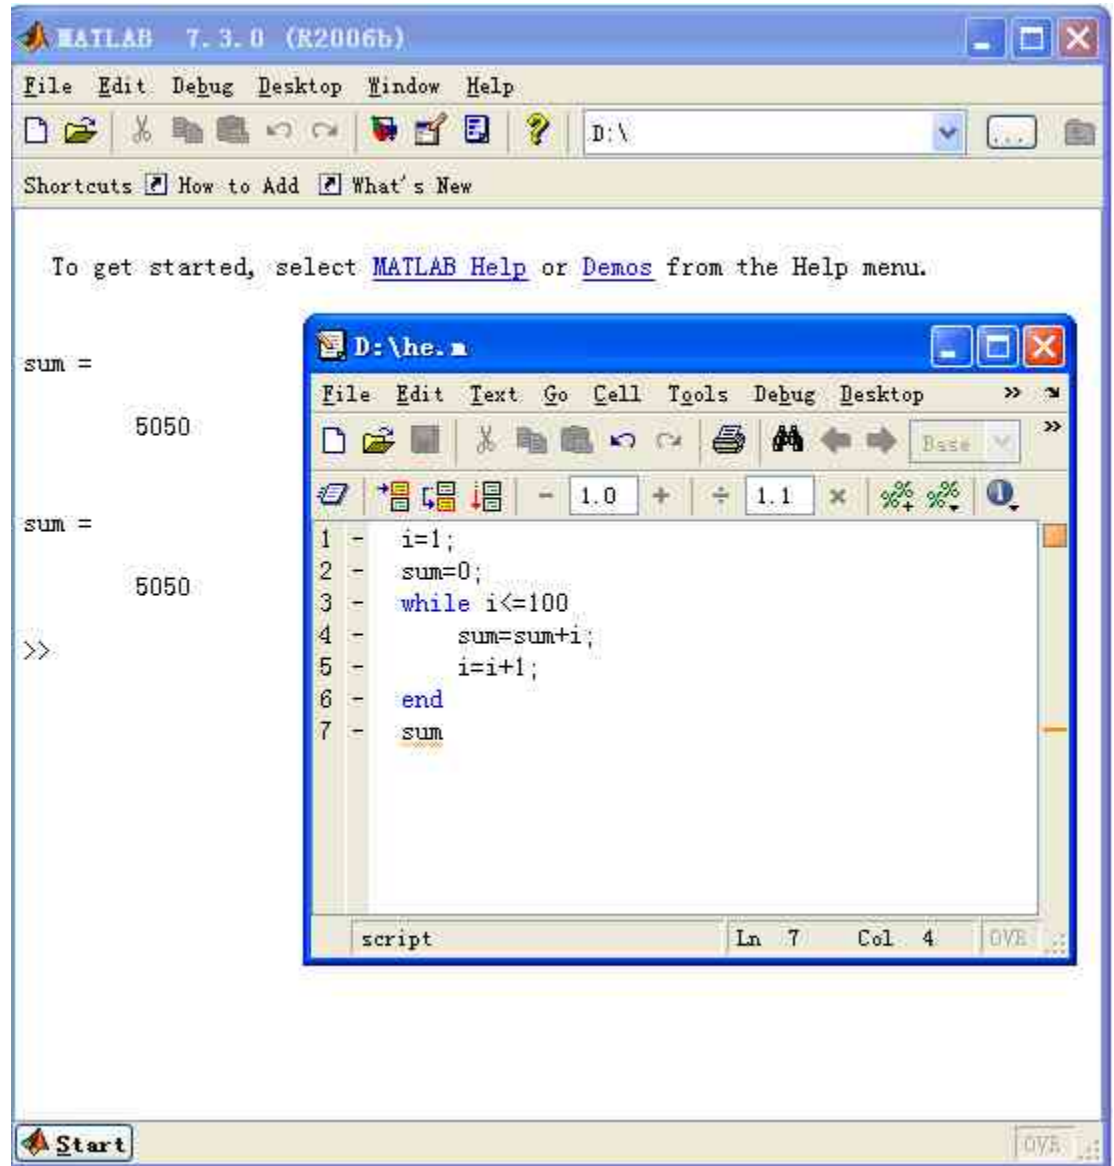 MATLAB 7.3.0 (R2006b)
File Edit Debug Desktop Window Help
D:\
...
Shortcuts How to Add What's New
To get started, select MATLAB Help or Demos from the Help menu.
sum =
5050
sum =
5050
>>
D:\he.m
File Edit Text Go Cell Tools Debug Desktop »
Base »
- 1.0 + ÷ 1.1 ×
1 - i=1;
2 - sum=0;
3 - while i<=100
4 - sum=sum+i;
5 - i=i+1;
6 - end
7 - sum
script Ln 7 Col 4 OVR
Start OVR